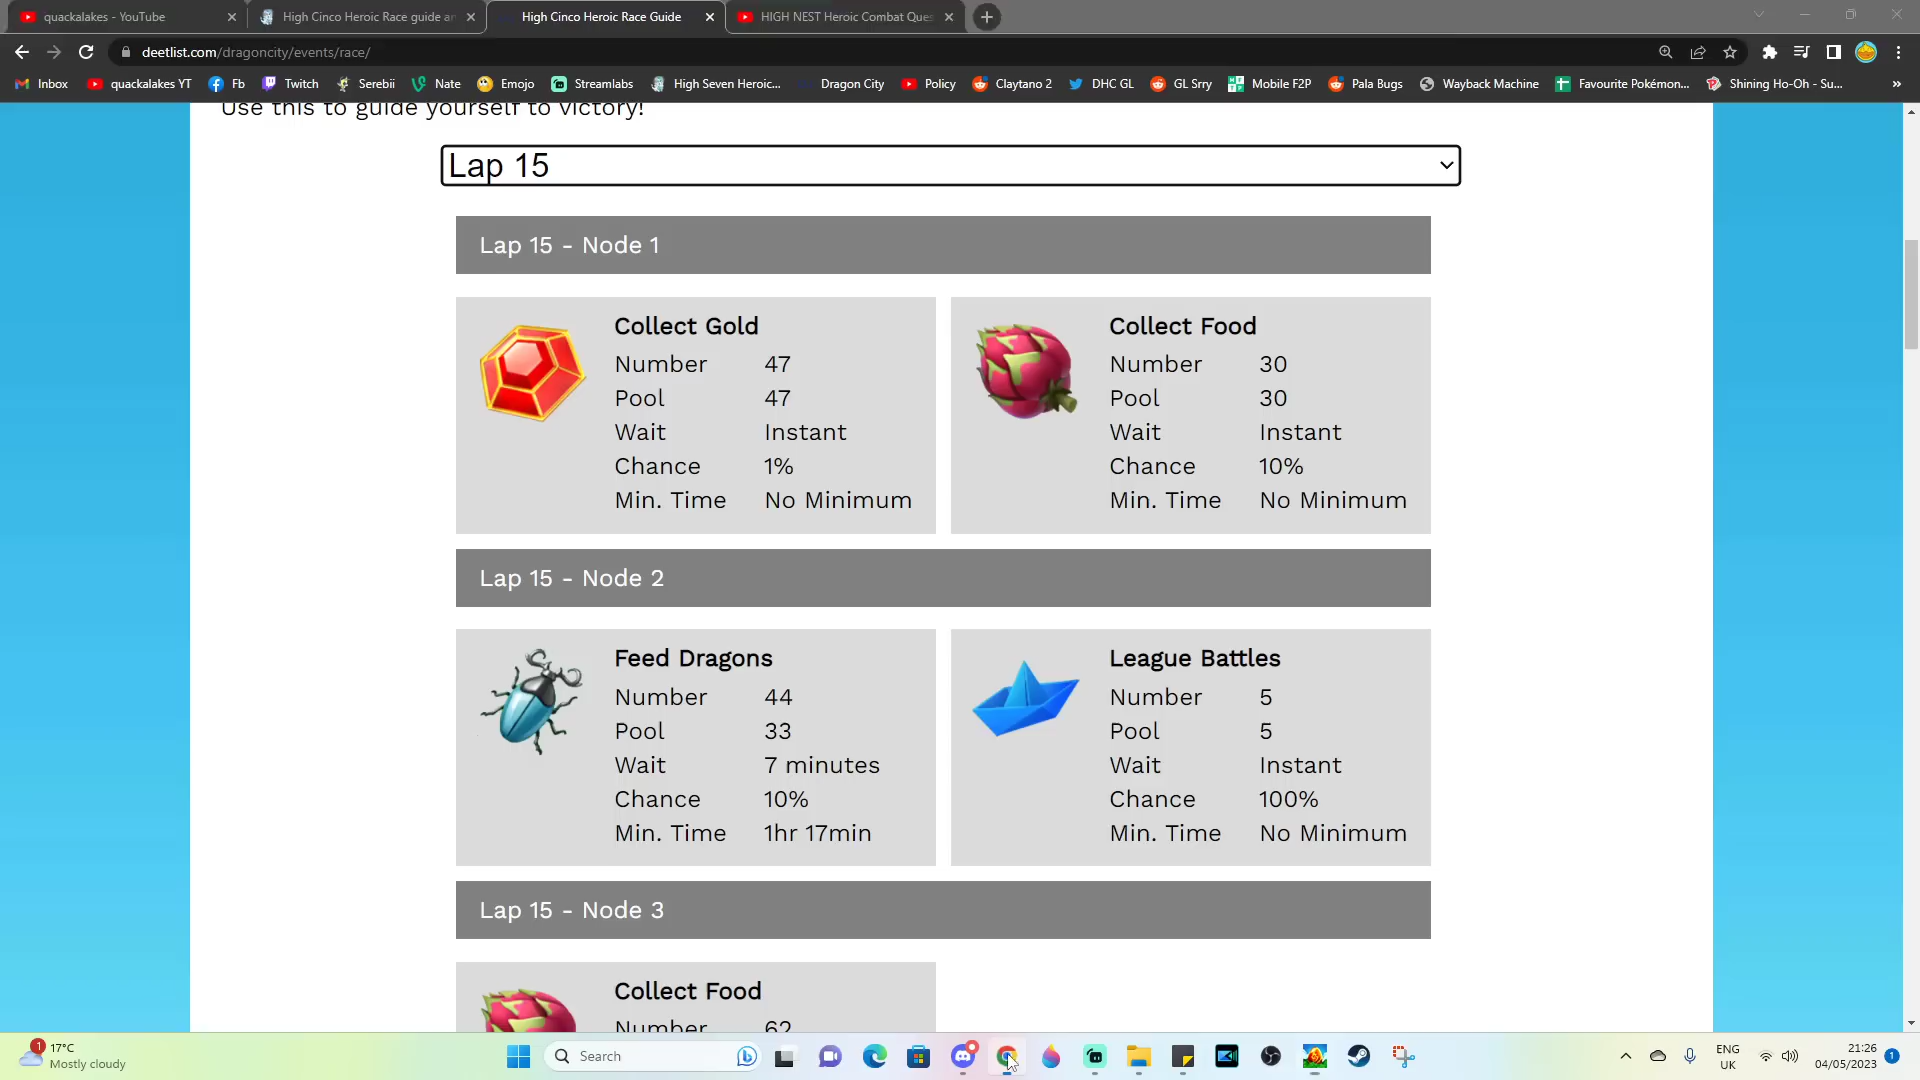 quackalakes - YouTube
High Cinco Heroic Race guide an
High Cinco Heroic Race Guide
HIGH NEST Heroic Combat Ques
deetlist.com/dragoncity/events/race/
Inbox
quackalakes YT
Fb
Twitch
Serebii
Nate
Emojo
Streamlabs
High Seven Heroic...
Dragon City
Policy
Claytano 2
DHC GL
GL Srry
Mobile F2P
Pala Bugs
Wayback Machine
Favourite Pokémon...
Shining Ho-Oh - Su...
Use this to guide yourself to victory!
Lap 15
Lap 15 - Node 1
Collect Gold
Number 47
Pool 47
Wait Instant
Chance 1%
Min. Time No Minimum
Collect Food
Number 30
Pool 30
Wait Instant
Chance 10%
Min. Time No Minimum
Lap 15 - Node 2
Feed Dragons
Number 44
Pool 33
Wait 7 minutes
Chance 10%
Min. Time 1hr 17min
League Battles
Number 5
Pool 5
Wait Instant
Chance 100%
Min. Time No Minimum
Lap 15 - Node 3
Collect Food
Number 62
1
17°C
Mostly cloudy
Search
ENG
UK
21:26
04/05/2023
1